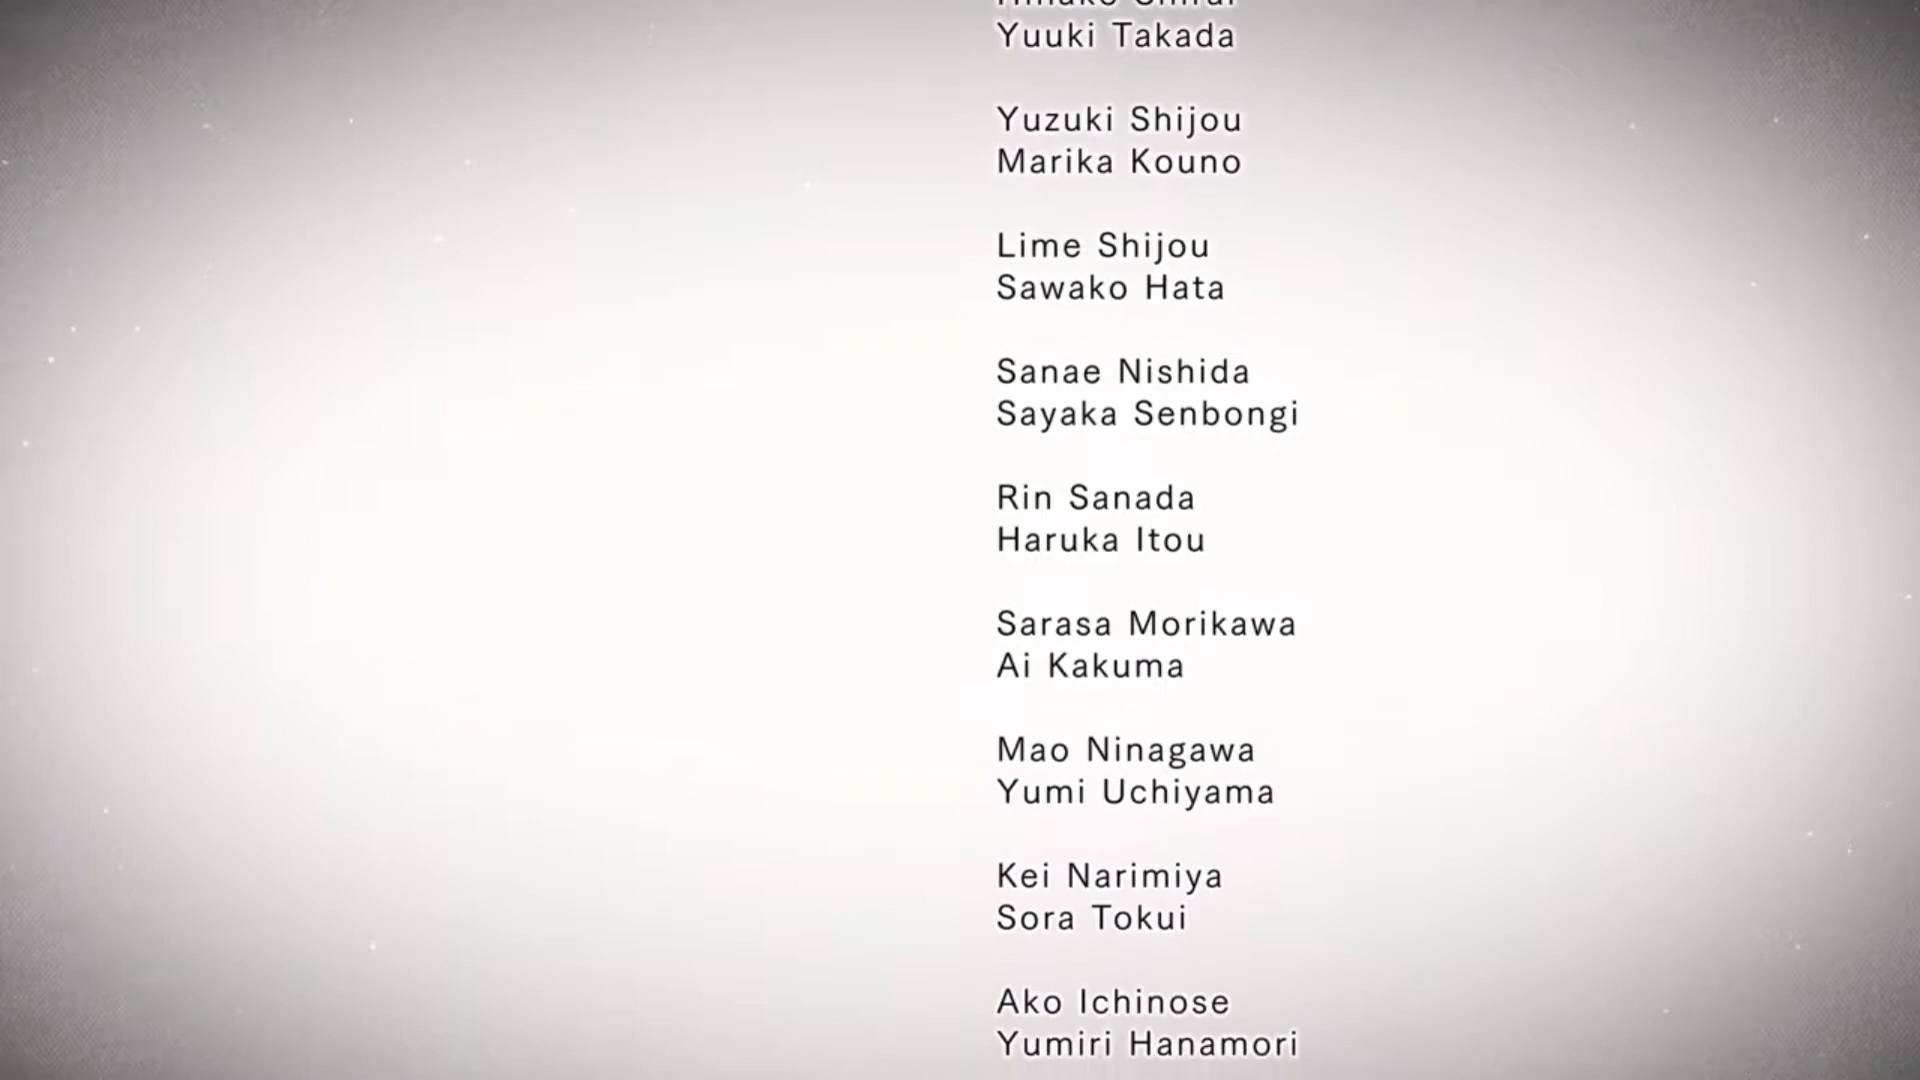 Yuuki Takada
Yuzuki Shijou
Marika Kouno
Lime Shijou
Sawako Hata
Sanae Nishida
Sayaka Senbongi
Rin Sanada
Haruka Itou
Sarasa Morikawa
Ai Kakuma
Mao Ninagawa
Yumi Uchiyama
Kei Narimiya
Sora Tokui
Ako Ichinose
Yumiri Hanamori